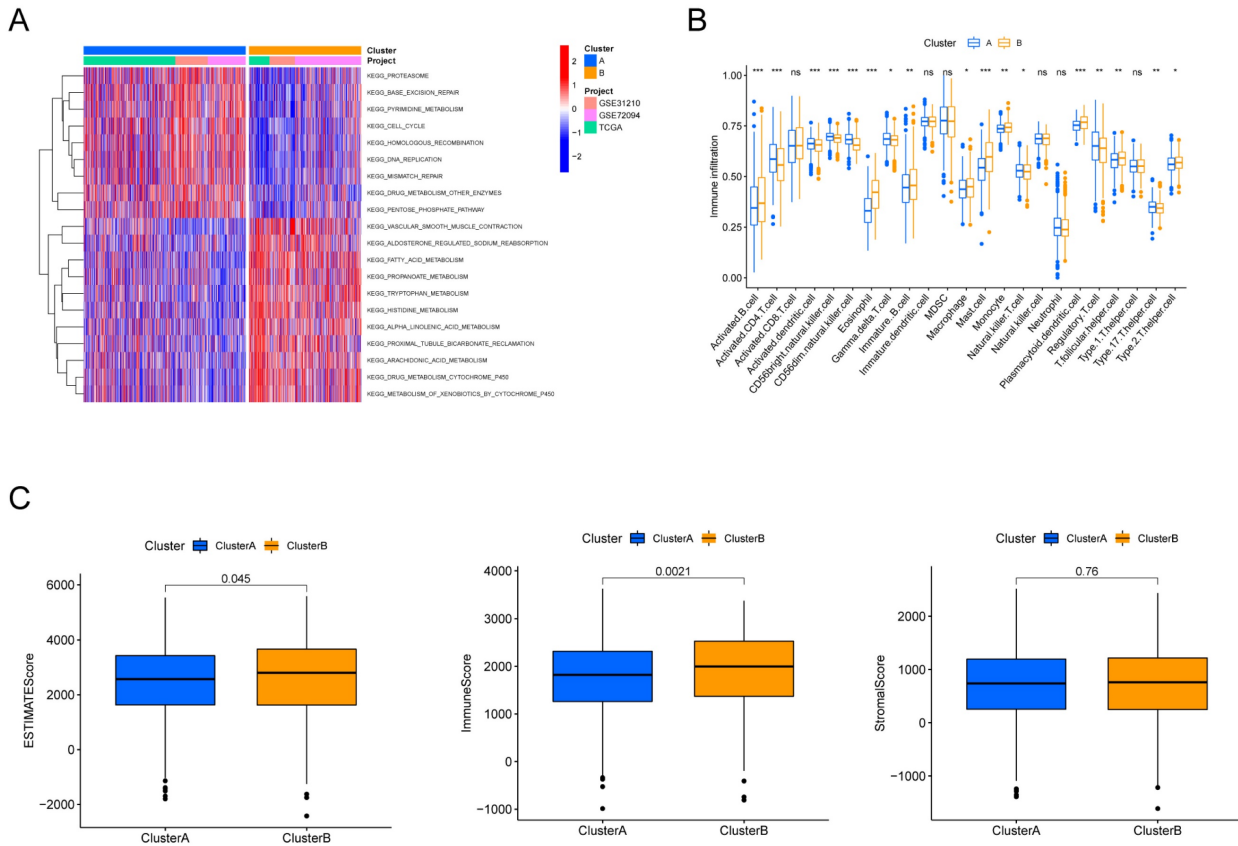 A
Cluster
Project
KEGG_PROTEASOME
KEGG_BASE_EXCISION_REPAIR
KEGG_PYRIMIDINE_METABOLISM
KEGG_CELL_CYCLE
KEGG_HOMOLOGOUS_RECOMBINATION
KEGG_DNA_REPLICATION
KEGG_MISMATCH_REPAIR
KEGG_DRUG_METABOLISM_OTHER_ENZYMES
KEGG_PENTOSE_PHOSPHATE_PATHWAY
KEGG_VASCULAR_SMOOTH_MUSCLE_CONTRACTION
KEGG_ALDOSTERONE_REGULATED_SODIUM_REABSORPTION
KEGG_FATTY_ACID_METABOLISM
KEGG_PROPANOATE_METABOLISM
KEGG_TRYPTOPHAN_METABOLISM
KEGG_HISTIDINE_METABOLISM
KEGG_ALPHA_LINOLENIC_ACID_METABOLISM
KEGG_PROXIMAL_TUBULE_BICARBONATE_RECLAMATION
KEGG_ARACHIDONIC_ACID_METABOLISM
KEGG_DRUG_METABOLISM_CYTOCHROME_P450
KEGG_METABOLISM_OF_XENOBIOTICS_BY_CYTOCHROME_P450
2
1
0
−1
−2
Cluster
A
B
Project
GSE31210
GSE72094
TCGA
B
Cluster A B
*** *** ns *** *** *** *** * ** ns ns * *** ** * ns ns *** ** ** ns ** *
Immune infiltration
1.00
0.75
0.50
0.25
0.00
Activated.B.cell
Activated.CD4.T.cell
Activated.CD8.T.cell
Activated.dendritic.cell
CD56bright.natural.killer.cell
CD56dim.natural.killer.cell
Eosinophil
Gamma.delta.T.cell
Immature..B.cell
Immature.dendritic.cell
MDSC
Macrophage
Mast.cell
Monocyte
Natural.killer.T.cell
Natural.killer.cell
Neutrophil
Plasmacytoid.dendritic.cell
Regulatory.T.cell
T.follicular.helper.cell
Type.1.T.helper.cell
Type.17.T.helper.cell
Type.2.T.helper.cell
C
Cluster ClusterA ClusterB
0.045
ESTIMATEScore
6000
4000
2000
0
−2000
ClusterA ClusterB
Cluster ClusterA ClusterB
0.0021
ImmuneScore
4000
3000
2000
1000
0
−1000
ClusterA ClusterB
Cluster ClusterA ClusterB
0.76
StromalScore
2000
1000
0
−1000
ClusterA ClusterB